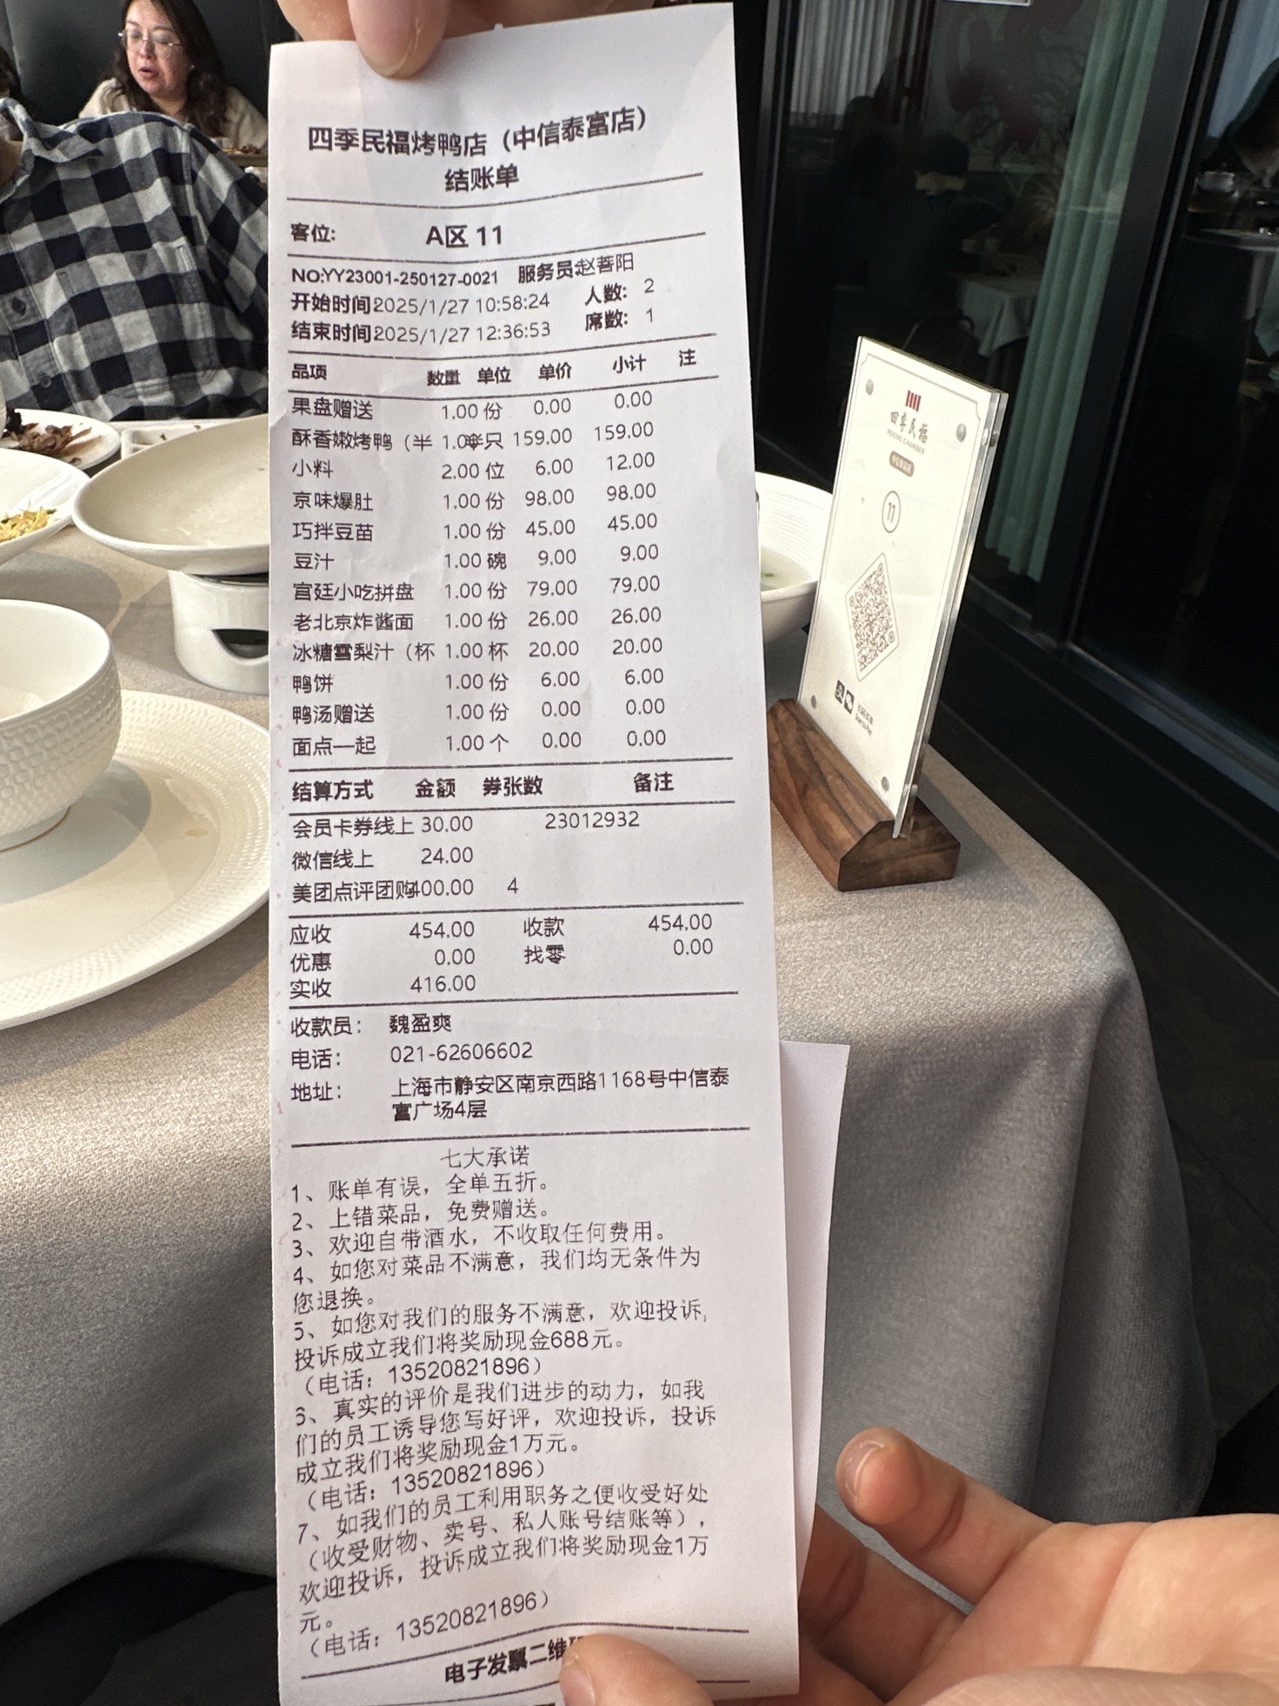 四季民福烤鸭店（中信泰富店）
结账单
客位: A区 11
NO:YY23001-250127-0021 服务员:赵菩阳
开始时间2025/1/27 10:58:24 人数: 2
结束时间2025/1/27 12:36:53 席数: 1
品项 数量 单位 单价 小计 注
果盘赠送 1.00 份 0.00 0.00
酥香嫩烤鸭（半 1.00 半只 159.00 159.00
小料 2.00 位 6.00 12.00
京味爆肚 1.00 份 98.00 98.00
巧拌豆苗 1.00 份 45.00 45.00
豆汁 1.00 碗 9.00 9.00
宫廷小吃拼盘 1.00 份 79.00 79.00
老北京炸酱面 1.00 份 26.00 26.00
冰糖雪梨汁（杯 1.00 杯 20.00 20.00
鸭饼 1.00 份 6.00 6.00
鸭汤赠送 1.00 份 0.00 0.00
面点一起 1.00 个 0.00 0.00
结算方式 金额 券张数 备注
会员卡券线上 30.00 23012932
微信线上 24.00
美团点评团购400.00 4
应收 454.00 收款 454.00
优惠 0.00 找零 0.00
实收 416.00
收款员: 魏盈爽
电话: 021-62606602
地址: 上海市静安区南京西路1168号中信泰
富广场4层
七大承诺
1、账单有误，全单五折。
2、上错菜品，免费赠送。
3、欢迎自带酒水，不收取任何费用。
4、如您对菜品不满意，我们均无条件为
您退换。
5、如您对我们的服务不满意，欢迎投诉,
投诉成立我们将奖励现金688元。
（电话: 13520821896）
6、真实的评价是我们进步的动力，如我
们的员工诱导您写好评，欢迎投诉，投诉
成立我们将奖励现金1万元。
（电话: 13520821896）
7、如我们的员工利用职务之便收受好处
（收受财物、卖号、私人账号结账等），
欢迎投诉，投诉成立我们将奖励现金1万
元。
（电话: 13520821896）
电子发票二维
四季民福
11